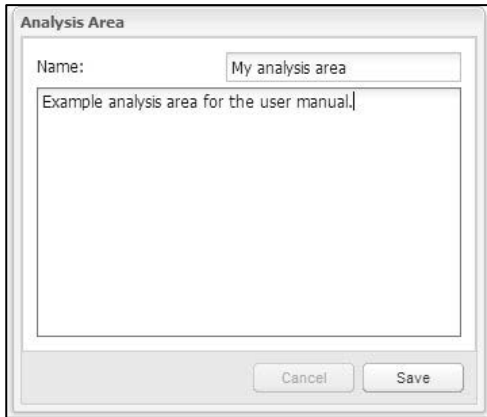 Analysis Area
Name: My analysis area
Example analysis area for the user manual.
Cancel Save